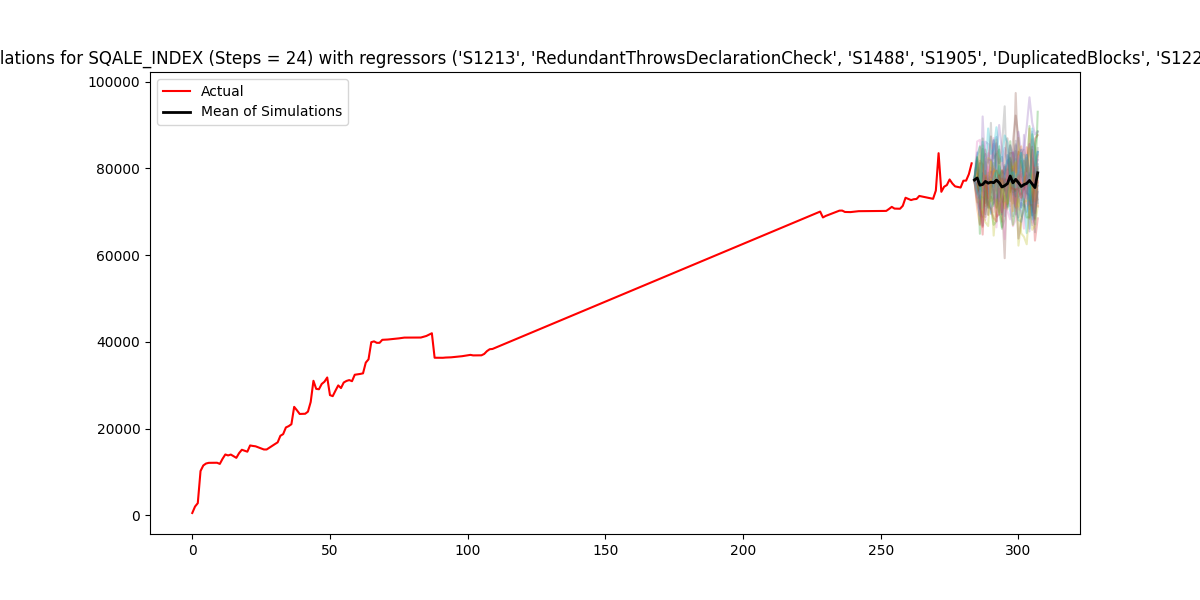 lations for SQALE_INDEX (Steps = 24) with regressors ('S1213', 'RedundantThrowsDeclarationCheck', 'S1488', 'S1905', 'DuplicatedBlocks', 'S122
Actual
Mean of Simulations
100000
80000
60000
40000
20000
0
0 50 100 150 200 250 300